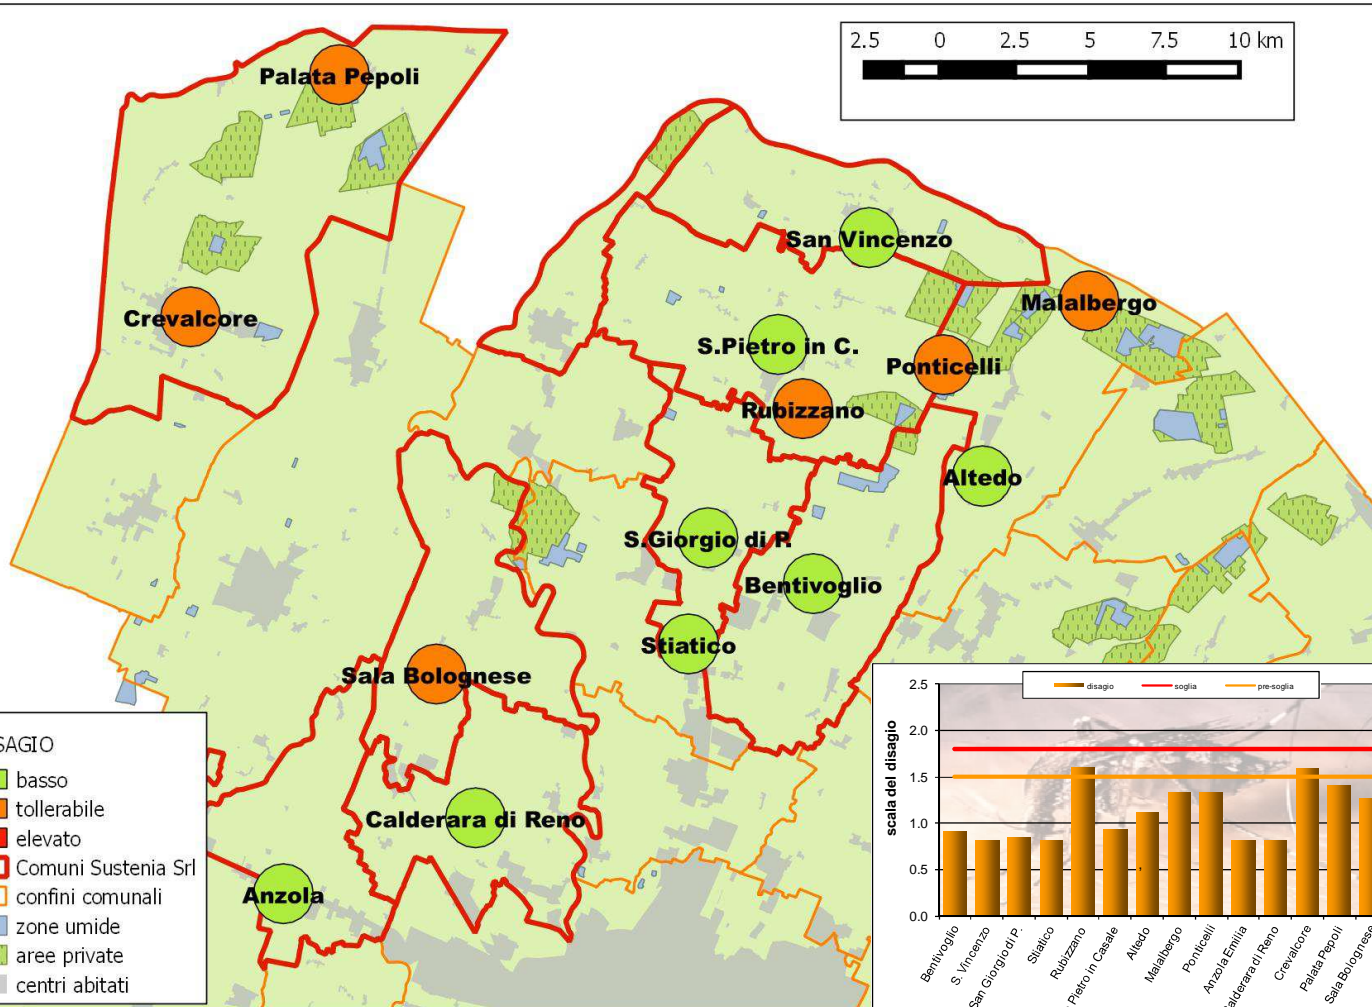 2.5 0 2.5 5 7.5 10 km
Palata Pepoli
San Vincenzo
Malalbergo
Crevalcore
S.Pietro in C.
Ponticelli
Rubizzano
Altedo
S.Giorgio di P.
Bentivoglio
Stiatico
Sala Bolognese
Calderara di Reno
Anzola
SAGIO
basso
tollerabile
elevato
Comuni Sustenia Srl
confini comunali
zone umide
aree private
centri abitati
disagio soglia pre-soglia
scala del disagio
2.5
2.0
1.5
1.0
0.5
0.0
Bentivoglio
S. Vincenzo
San Giorgio di P.
Stiatico
Rubizzano
Pietro in Casale
Altedo
Malalbergo
Ponticelli
Anzola Emilia
alderara di Reno
Crevalcore
Palata Pepoli
Sala Bolognese